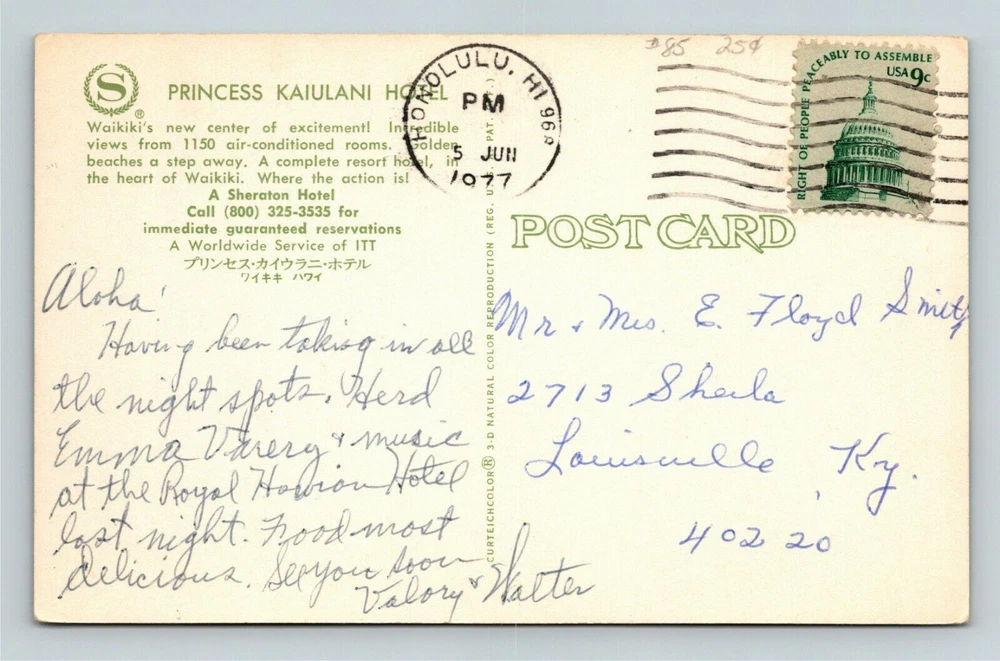 #85 25¢
S ®
PRINCESS KAIULANI HOTEL
Waikiki's new center of excitement! Incredible
views from 1150 air-conditioned rooms. Golden
beaches a step away. A complete resort hotel, in
the heart of Waikiki. Where the action is!
A Sheraton Hotel
Call (800) 325-3535 for
immediate guaranteed reservations
A Worldwide Service of ITT
プリンセス・カイウラニ・ホテル
ワイキキ ハワイ
HONOLULU, HI 968
PM
5 JUN
1977
RIGHT OF PEOPLE PEACEABLY TO ASSEMBLE
USA 9c
POST CARD
CURTEICHCOLOR® 3-D NATURAL COLOR REPRODUCTION (REG. U. PAT.
Aloha!
Having been taking in all
the night spots. Herd
Emma Varery & music
at the Royal Hawian Hotel
last night. Food most
delicious. See you soon
Valory & Walter
Mr & Mrs. E. Floyd Smith
2713 Sheila
Louisville Ky.
40220